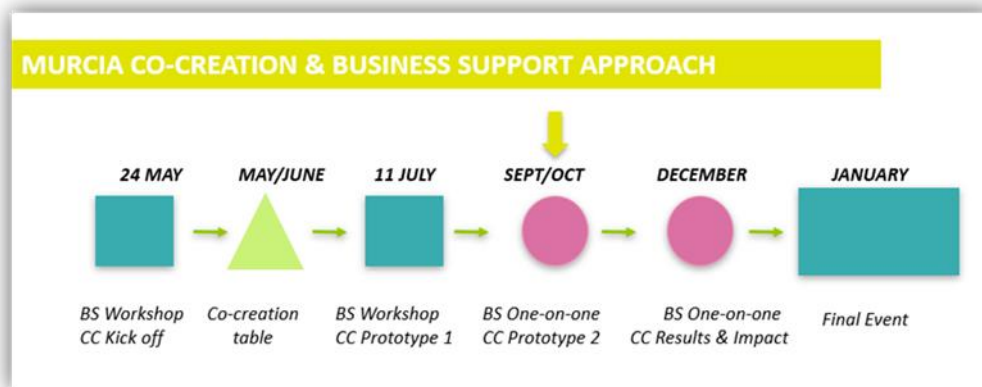 MURCIA CO-CREATION & BUSINESS SUPPORT APPROACH
24 MAY
MAY/JUNE
11 JULY
SEPT/OCT
DECEMBER
JANUARY
BS Workshop
CC Kick off
Co-creation
table
BS Workshop
CC Prototype 1
BS One-on-one
CC Prototype 2
BS One-on-one
CC Results & Impact
Final Event